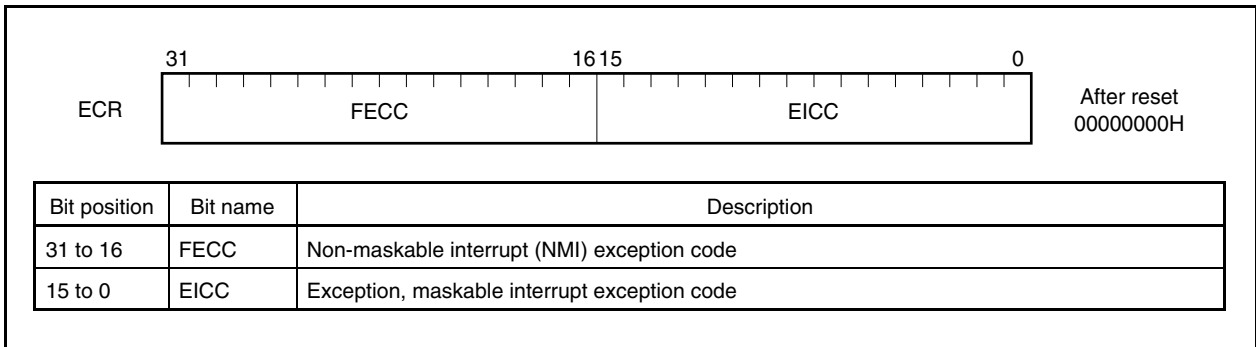 31 16 15 0
ECR FECC EICC After reset
00000000H
Bit position Bit name Description
31 to 16 FECC Non-maskable interrupt (NMI) exception code
15 to 0 EICC Exception, maskable interrupt exception code